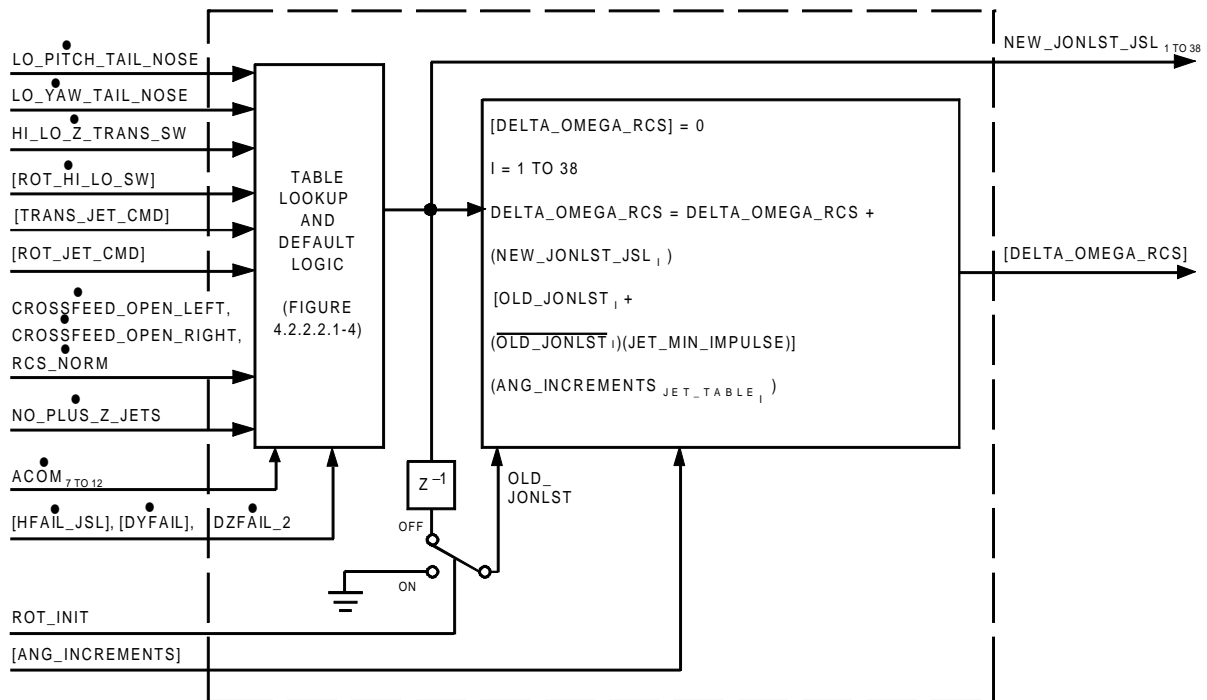 LO_PITCH_TAIL_NOSE
LO_YAW_TAIL_NOSE
HI_LO_Z_TRANS_SW
[ROT_HI_LO_SW]
[TRANS_JET_CMD]
[ROT_JET_CMD]
CROSSFEED_OPEN_LEFT,
CROSSFEED_OPEN_RIGHT,
RCS_NORM
NO_PLUS_Z_JETS
ACOM 7 TO 12
[HFAIL_JSL], [DYFAIL], DZFAIL_2
ROT_INIT
[ANG_INCREMENTS]
TABLE
LOOKUP
AND
DEFAULT
LOGIC
(FIGURE
4.2.2.2.1-4)
Z −1
OFF
ON
OLD_
JONLST
[DELTA_OMEGA_RCS] = 0
I = 1 TO 38
DELTA_OMEGA_RCS = DELTA_OMEGA_RCS +
(NEW_JONLST_JSL I )
[OLD_JONLST I +
(OLD_JONLST I)(JET_MIN_IMPULSE)]
(ANG_INCREMENTS JET_TABLE I )
NEW_JONLST_JSL 1 TO 38
[DELTA_OMEGA_RCS]